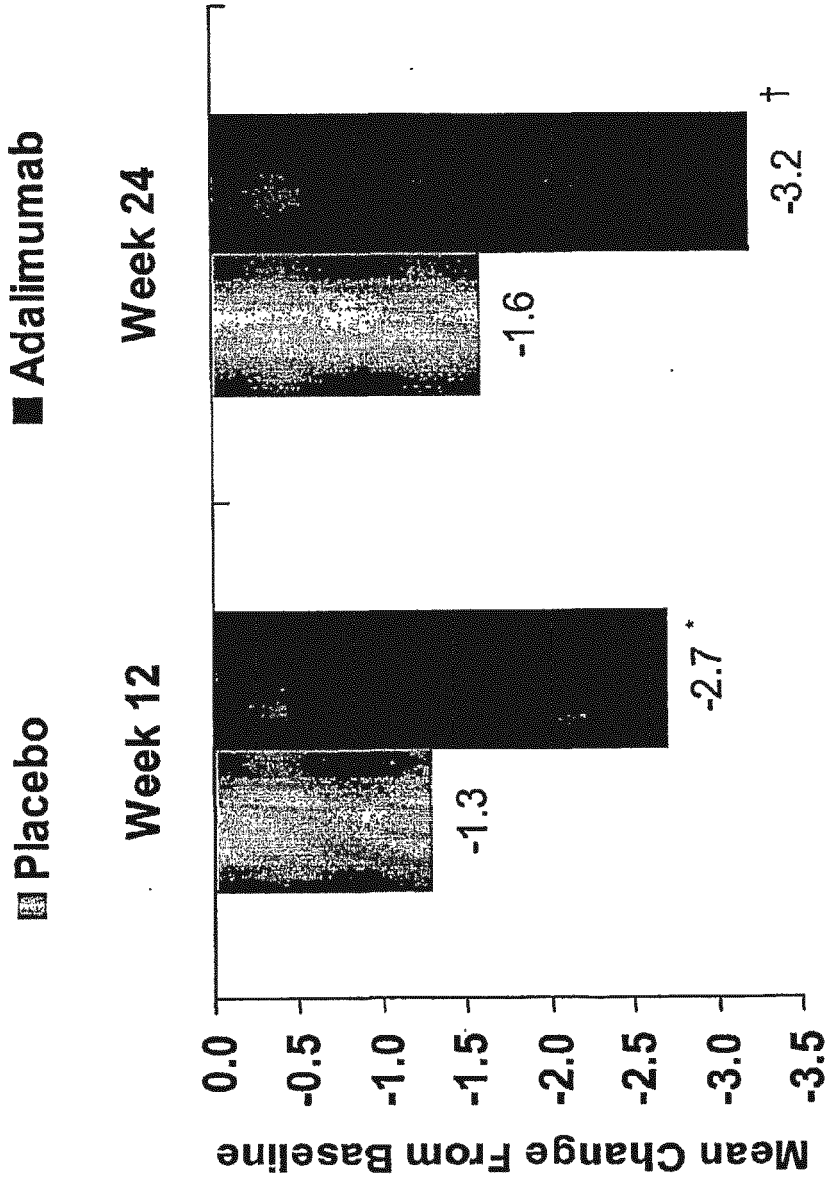 Placebo
Adalimumab
Week 12
Week 24
0.0
-0.5
-1.0
-1.5
-2.0
-2.5
-3.0
-3.5
Mean Change From Baseline
-1.3
-2.7 *
-1.6
-3.2 †